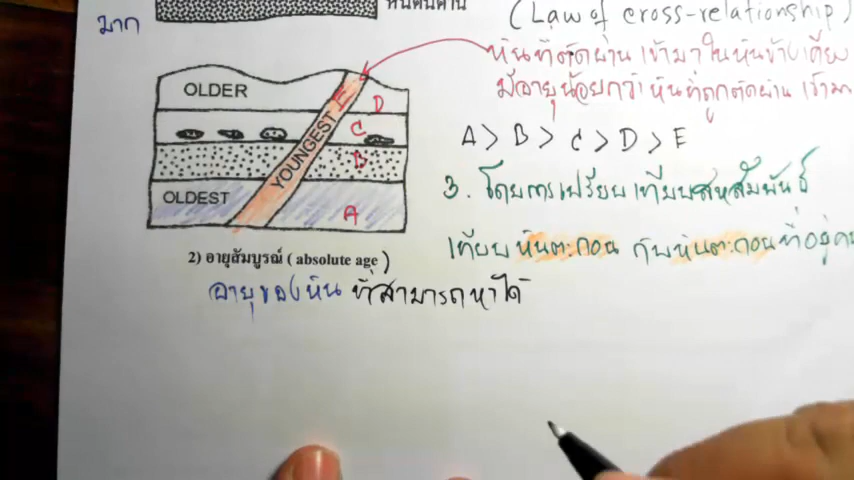 หินดินดาน
มาก
(Law of cross-relationship)
หินที่ตัดผ่าน เข้ามาในหินข้างเคียง
มีอายุน้อยกว่า หินที่ถูกตัดผ่าน เข้ามา
OLDER
E
D
C
B
YOUNGEST
OLDEST
A
A > B > C > D > E
3. โดยการเปรียบเทียบสหสัมพันธ์
เทียบ หินตะกอน กับหินตะกอน ที่อยู่
2) อายุสัมบูรณ์ ( absolute age )
อายุของหิน ที่สามารถหาได้